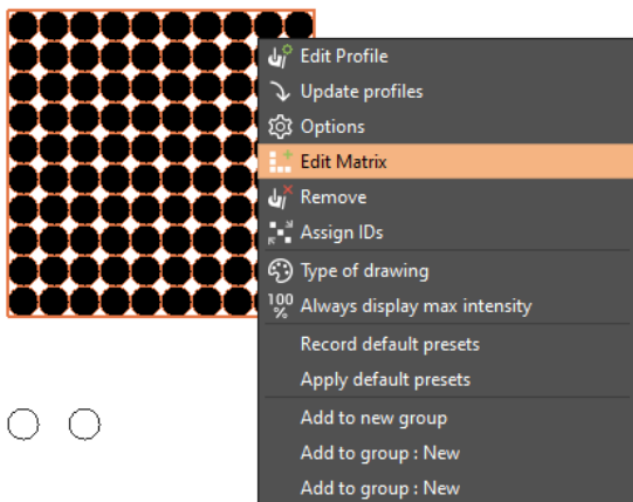 Edit Profile
Update profiles
Options
Edit Matrix
Remove
Assign IDs
Type of drawing
100
%
Always display max intensity
Record default presets
Apply default presets
Add to new group
Add to group : New
Add to group : New